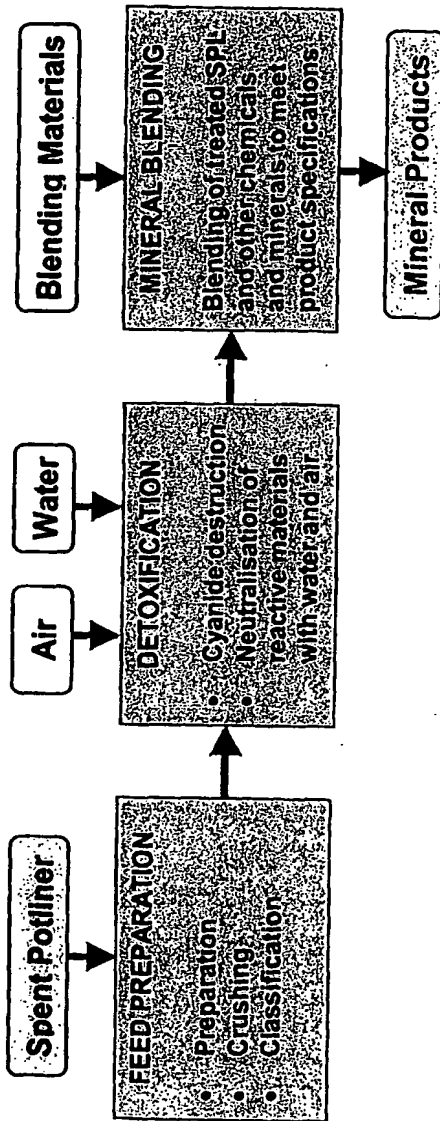 Spent Potliner
FEED PREPARATION
• Preparation
• Crushing
• Classification
Air
Water
DETOXIFICATION
• Cyanide destruction
• Neutralisation of
reactive materials
with water and air
Blending Materials
MINERAL BLENDING
Blending of treated SPL
and other chemicals
and minerals to meet
product specifications
Mineral Products